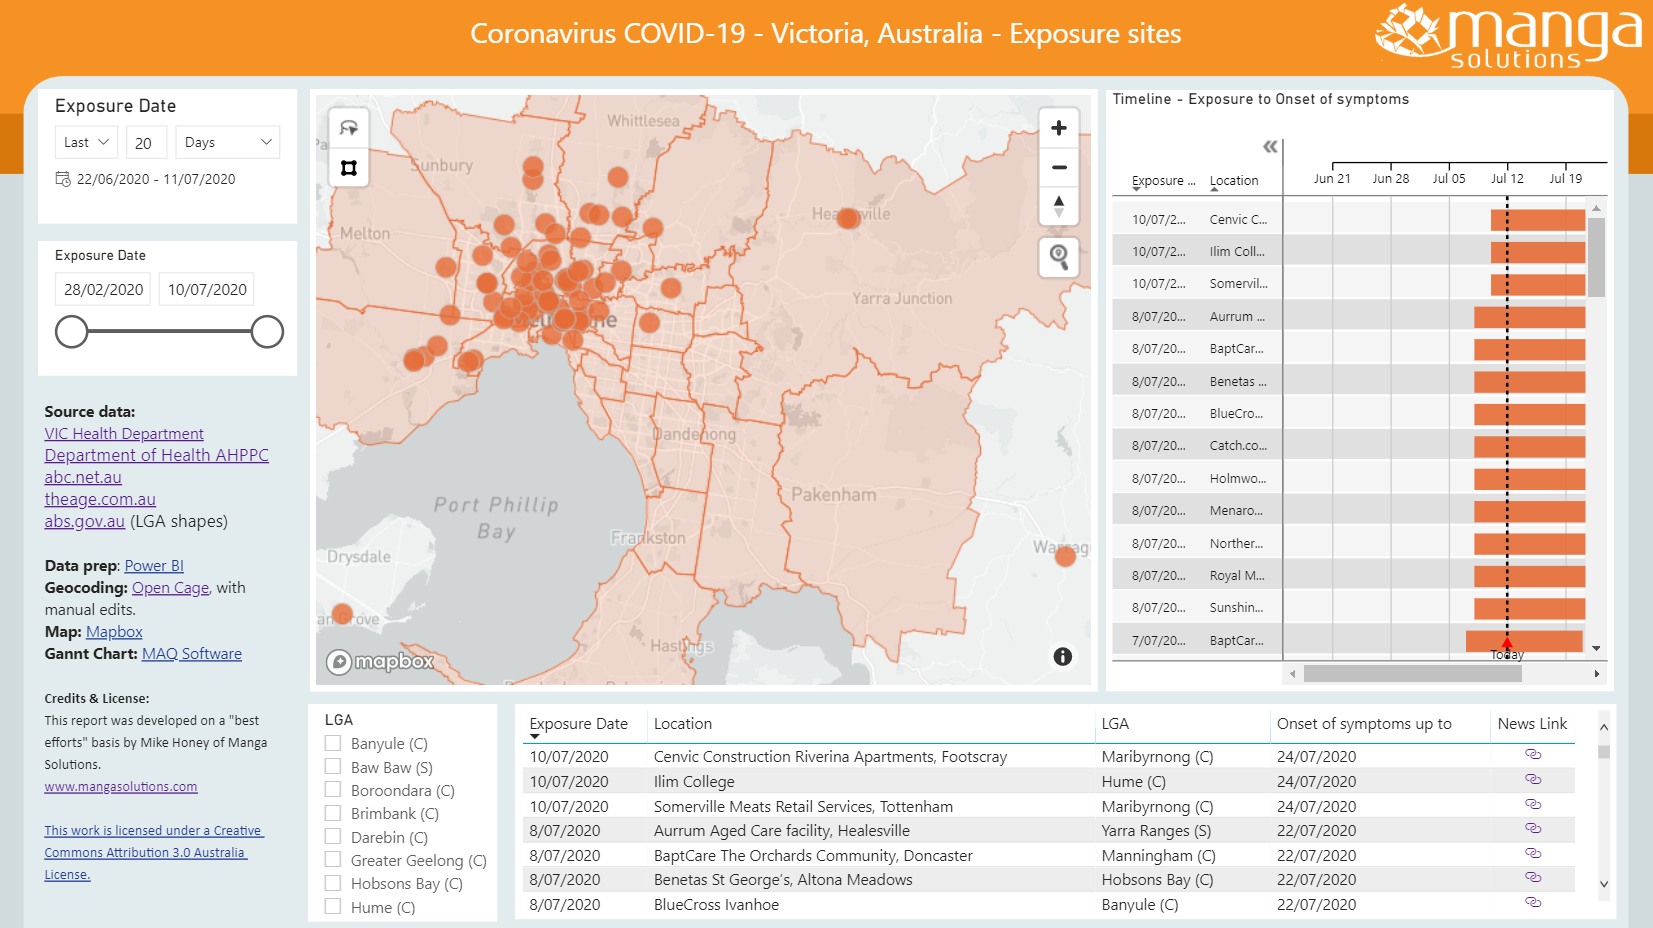 Coronavirus COVID-19 - Victoria, Australia - Exposure sites
manga
solutions
Exposure Date
Last
20
Days
22/06/2020 - 11/07/2020
Exposure Date
28/02/2020
10/07/2020
Source data:
VIC Health Department
Department of Health AHPPC
abc.net.au
theage.com.au
abs.gov.au (LGA shapes)
Data prep: Power BI
Geocoding: Open Cage, with
manual edits.
Map: Mapbox
Gannt Chart: MAQ Software
Credits & License:
This report was developed on a "best
efforts" basis by Mike Honey of Manga
Solutions.
www.mangasolutions.com
This work is licensed under a Creative
Commons Attribution 3.0 Australia
License.
Whittlesea
Sunbury
Melton
Yarra Junction
Dandenong
Pakenham
Port Phillip
Bay
Frankston
Drysdale
Hastings
mapbox
Timeline - Exposure to Onset of symptoms
Exposure ... Location
Jun 21 Jun 28 Jul 05 Jul 12 Jul 19
10/07/2... Cenvic C...
10/07/2... Ilim Coll...
10/07/2... Somervil...
8/07/20... Aurrum ...
8/07/20... BaptCar...
8/07/20... Benetas ...
8/07/20... BlueCro...
8/07/20... Catch.co...
8/07/20... Holmwo...
8/07/20... Menaro...
8/07/20... Norther...
8/07/20... Royal M...
8/07/20... Sunshin...
7/07/20... BaptCar...
Today
LGA
Banyule (C)
Baw Baw (S)
Boroondara (C)
Brimbank (C)
Darebin (C)
Greater Geelong (C)
Hobsons Bay (C)
Hume (C)
Exposure Date Location LGA Onset of symptoms up to News Link
10/07/2020 Cenvic Construction Riverina Apartments, Footscray Maribyrnong (C) 24/07/2020
10/07/2020 Ilim College Hume (C) 24/07/2020
10/07/2020 Somerville Meats Retail Services, Tottenham Maribyrnong (C) 24/07/2020
8/07/2020 Aurrum Aged Care facility, Healesville Yarra Ranges (S) 22/07/2020
8/07/2020 BaptCare The Orchards Community, Doncaster Manningham (C) 22/07/2020
8/07/2020 Benetas St George's, Altona Meadows Hobsons Bay (C) 22/07/2020
8/07/2020 BlueCross Ivanhoe Banyule (C) 22/07/2020